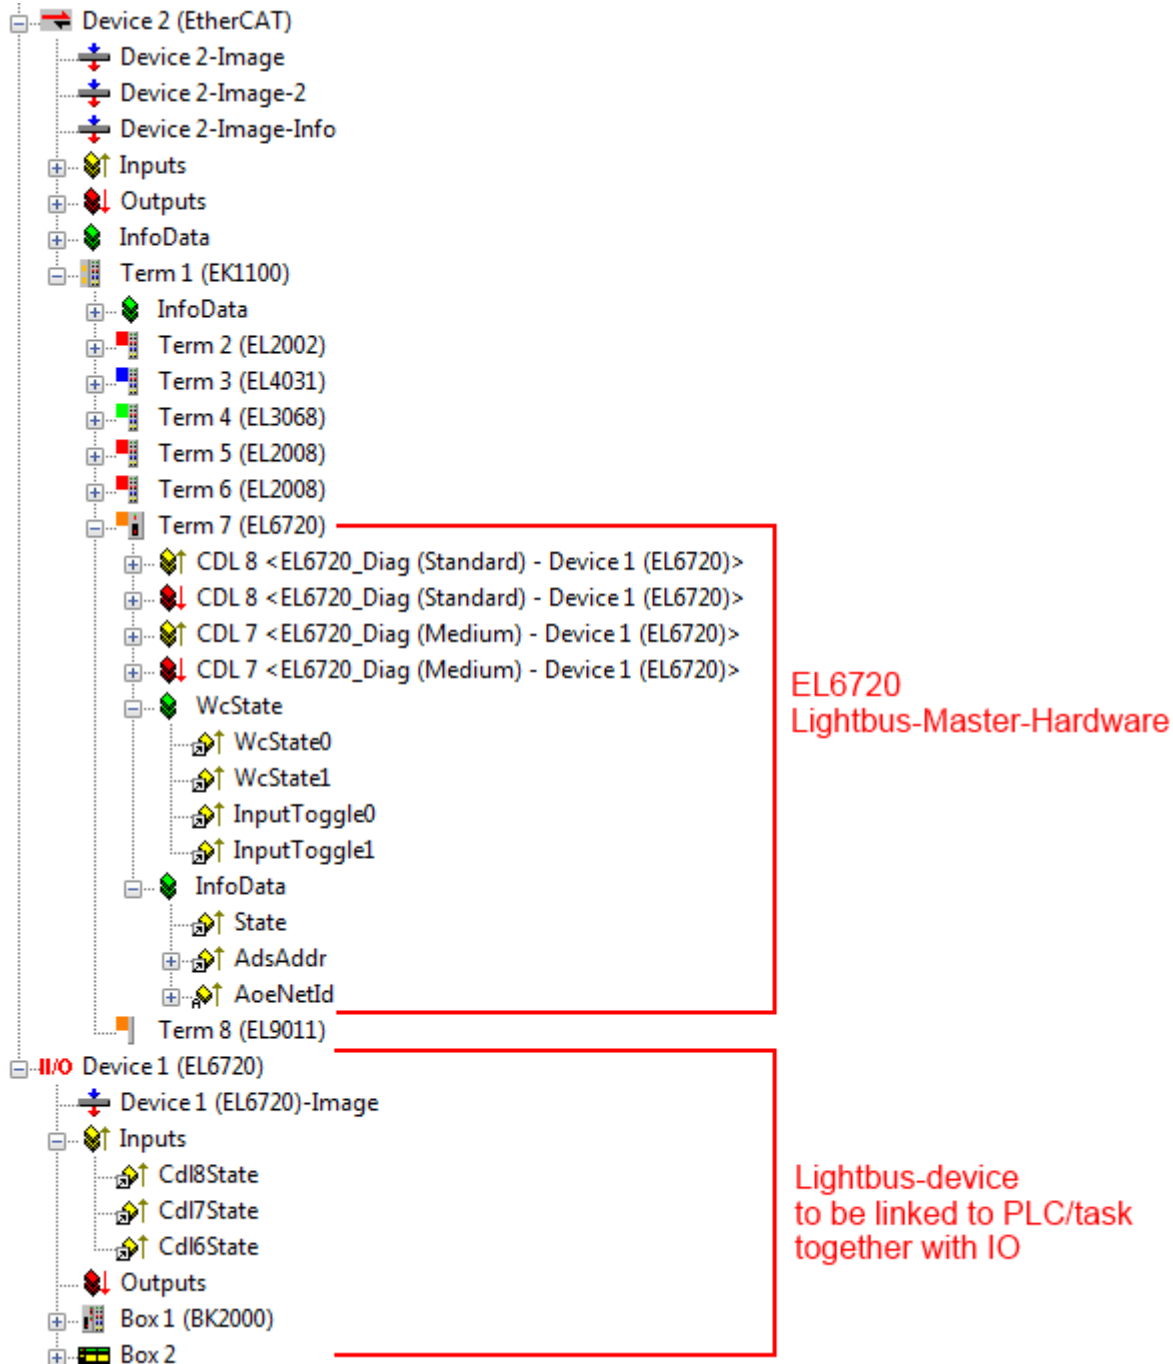 Device 2 (EtherCAT)
Device 2-Image
Device 2-Image-2
Device 2-Image-Info
Inputs
Outputs
InfoData
Term 1 (EK1100)
InfoData
Term 2 (EL2002)
Term 3 (EL4031)
Term 4 (EL3068)
Term 5 (EL2008)
Term 6 (EL2008)
Term 7 (EL6720)
CDL 8 <EL6720_Diag (Standard) - Device 1 (EL6720)>
CDL 8 <EL6720_Diag (Standard) - Device 1 (EL6720)>
CDL 7 <EL6720_Diag (Medium) - Device 1 (EL6720)>
CDL 7 <EL6720_Diag (Medium) - Device 1 (EL6720)>
WcState
WcState0
WcState1
InputToggle0
InputToggle1
InfoData
State
AdsAddr
AoeNetId
Term 8 (EL9011)
EL6720
Lightbus-Master-Hardware
II/O Device 1 (EL6720)
Device 1 (EL6720)-Image
Inputs
Cdl8State
Cdl7State
Cdl6State
Outputs
Box 1 (BK2000)
Box 2
Lightbus-device
to be linked to PLC/task
together with IO